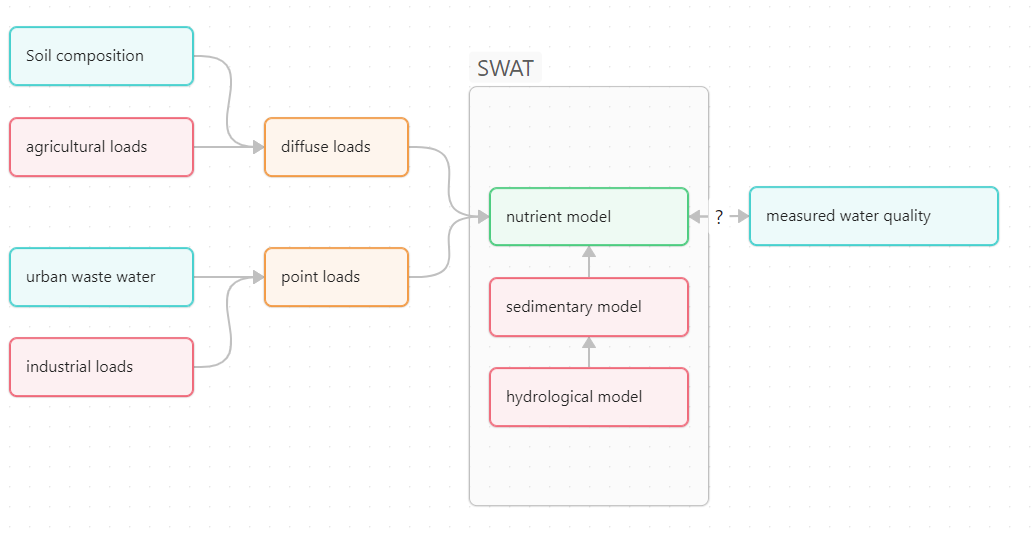 Soil composition
agricultural loads
urban waste water
industrial loads
diffuse loads
point loads
SWAT
nutrient model
sedimentary model
hydrological model
?
measured water quality